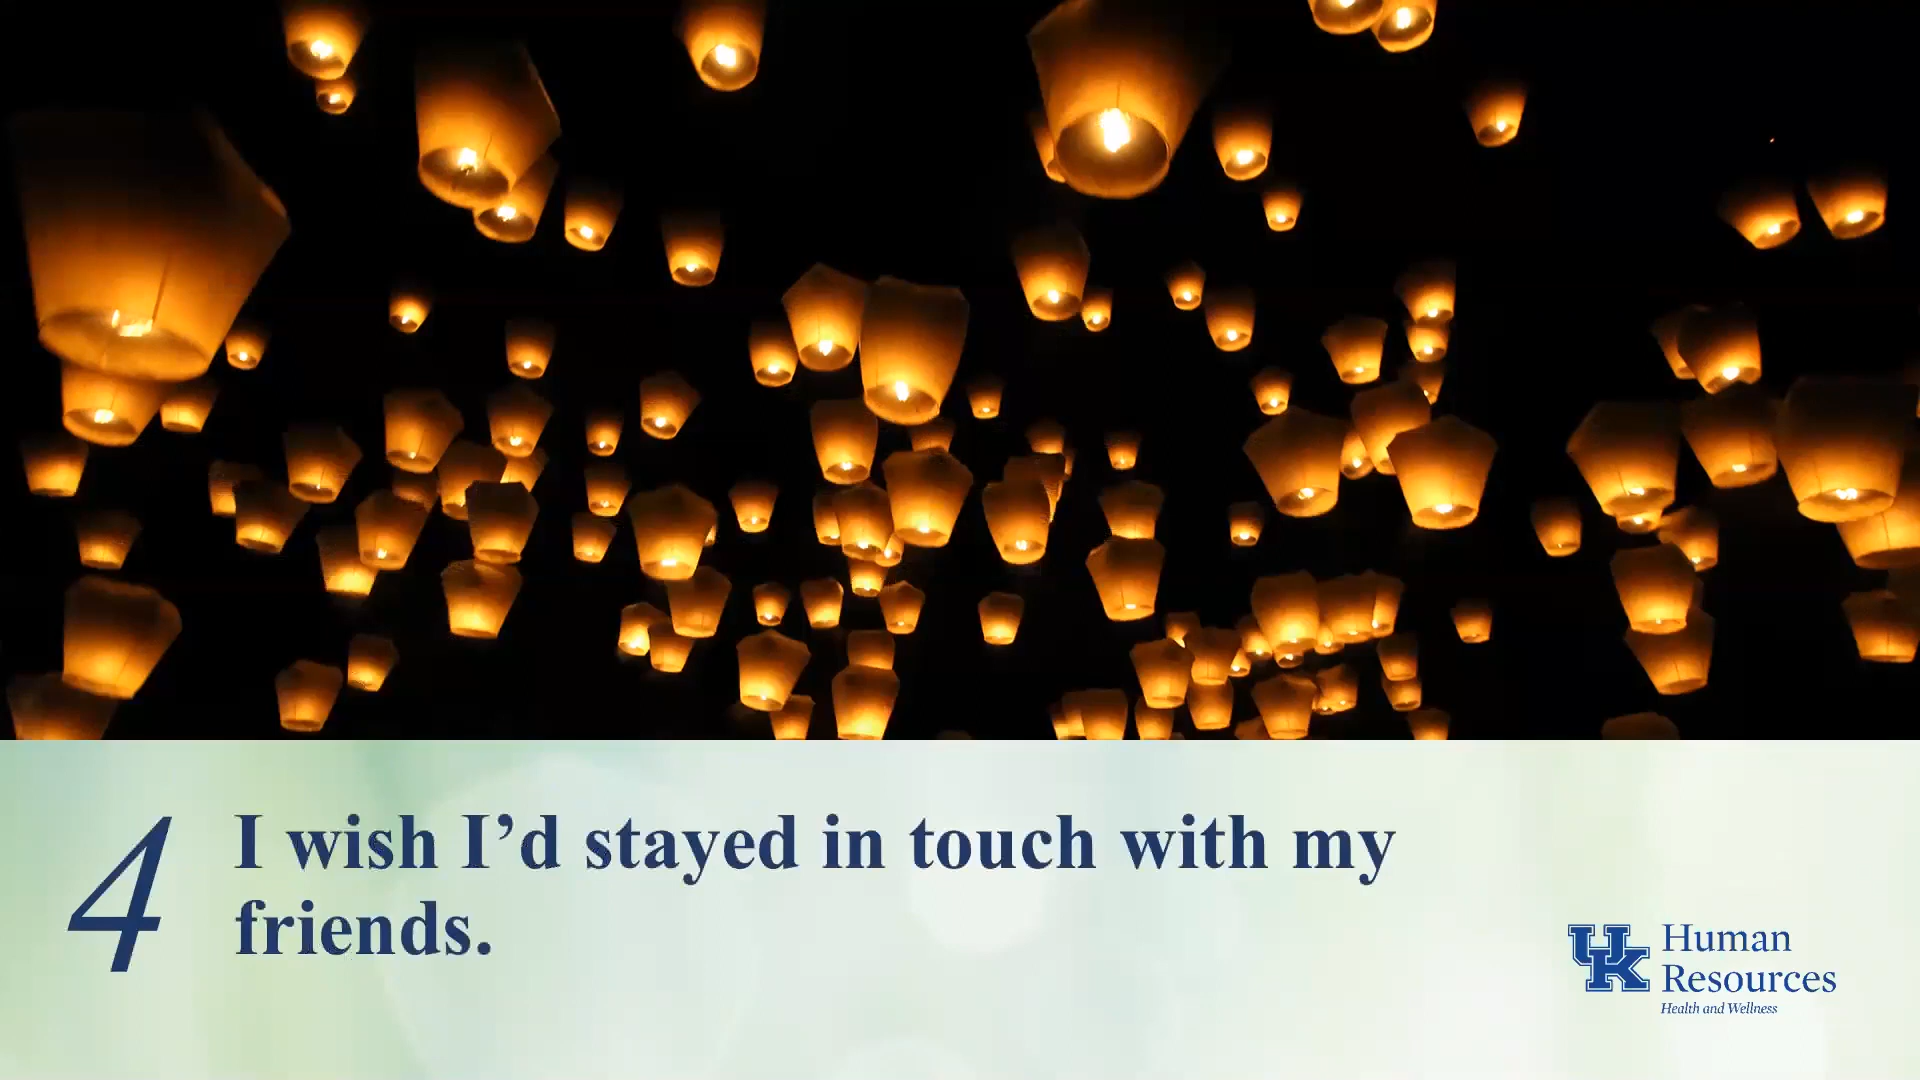 4
I wish I’d stayed in touch with my
friends.
UK
Human
Resources
Health and Wellness